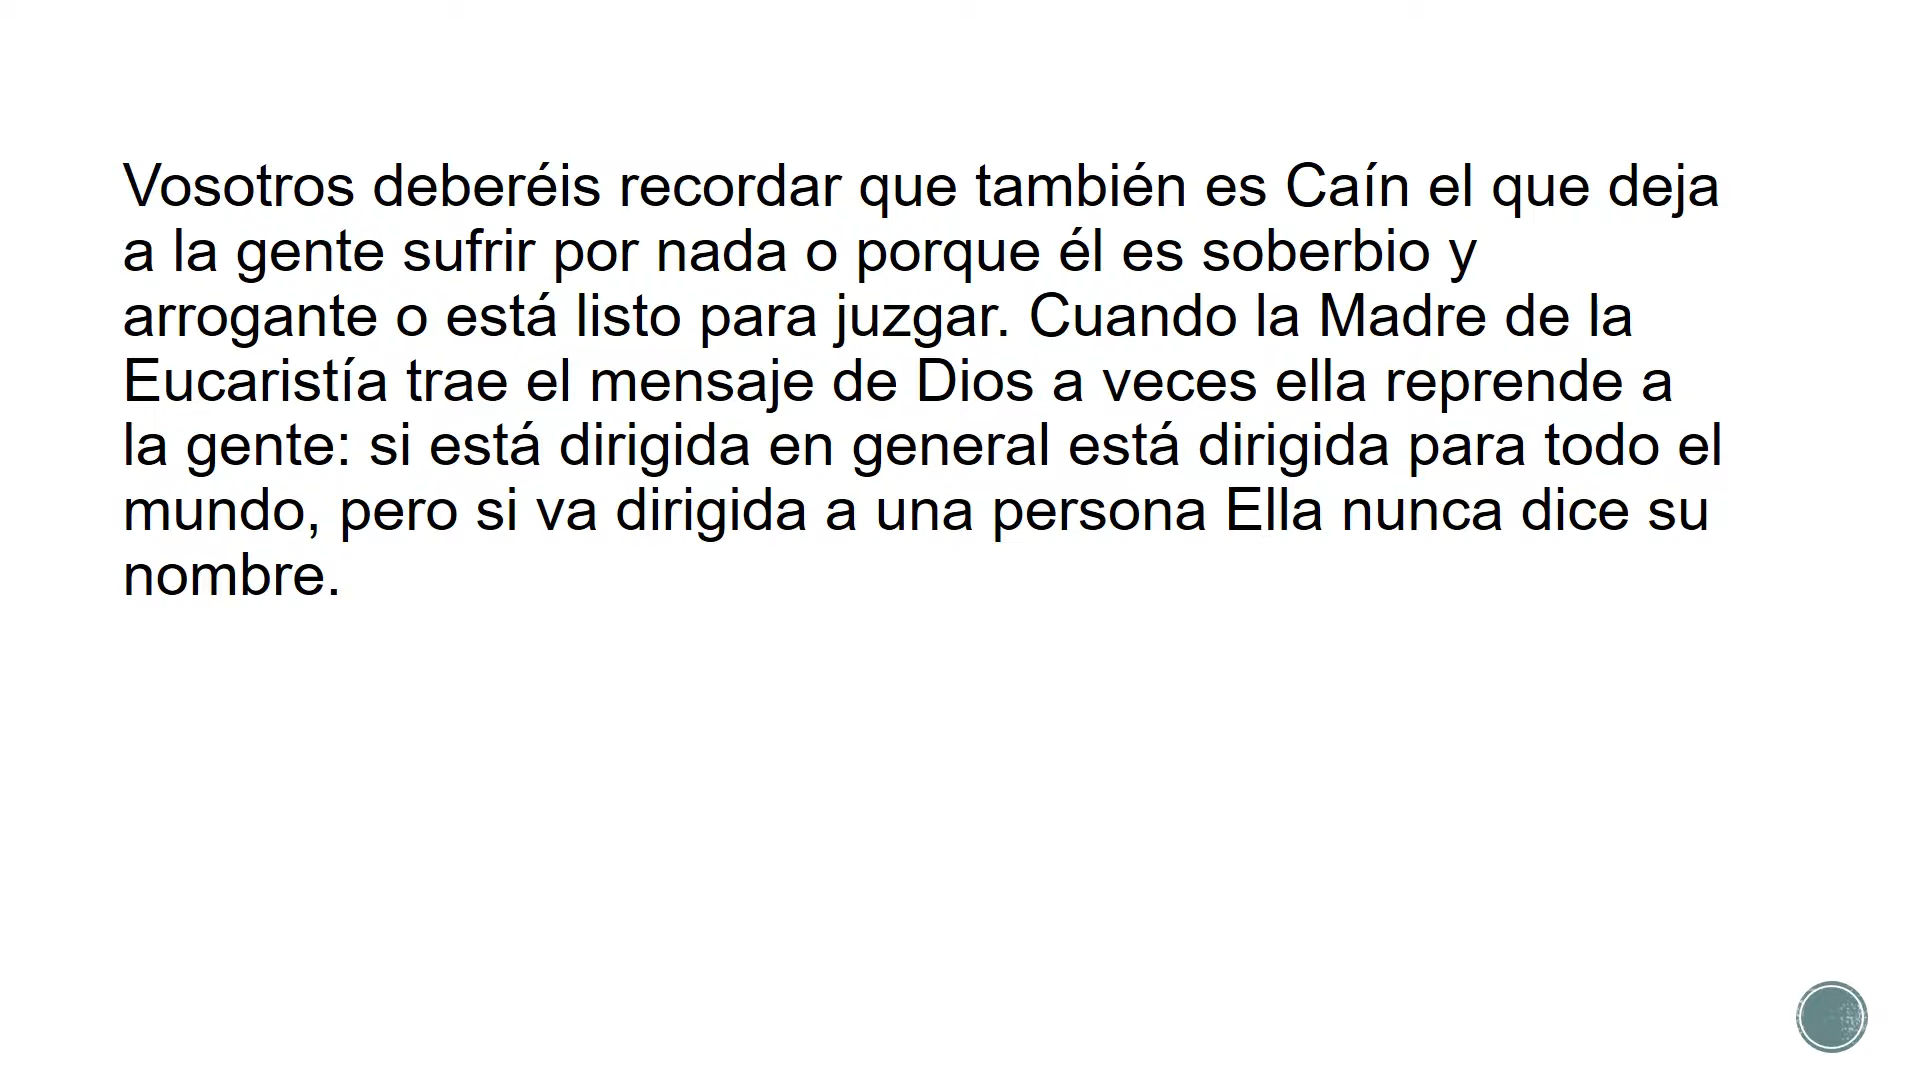 Vosotros deberéis recordar que también es Caín el que deja
a la gente sufrir por nada o porque él es soberbio y
arrogante o está listo para juzgar. Cuando la Madre de la
Eucaristía trae el mensaje de Dios a veces ella reprende a
la gente: si está dirigida en general está dirigida para todo el
mundo, pero si va dirigida a una persona Ella nunca dice su
nombre.